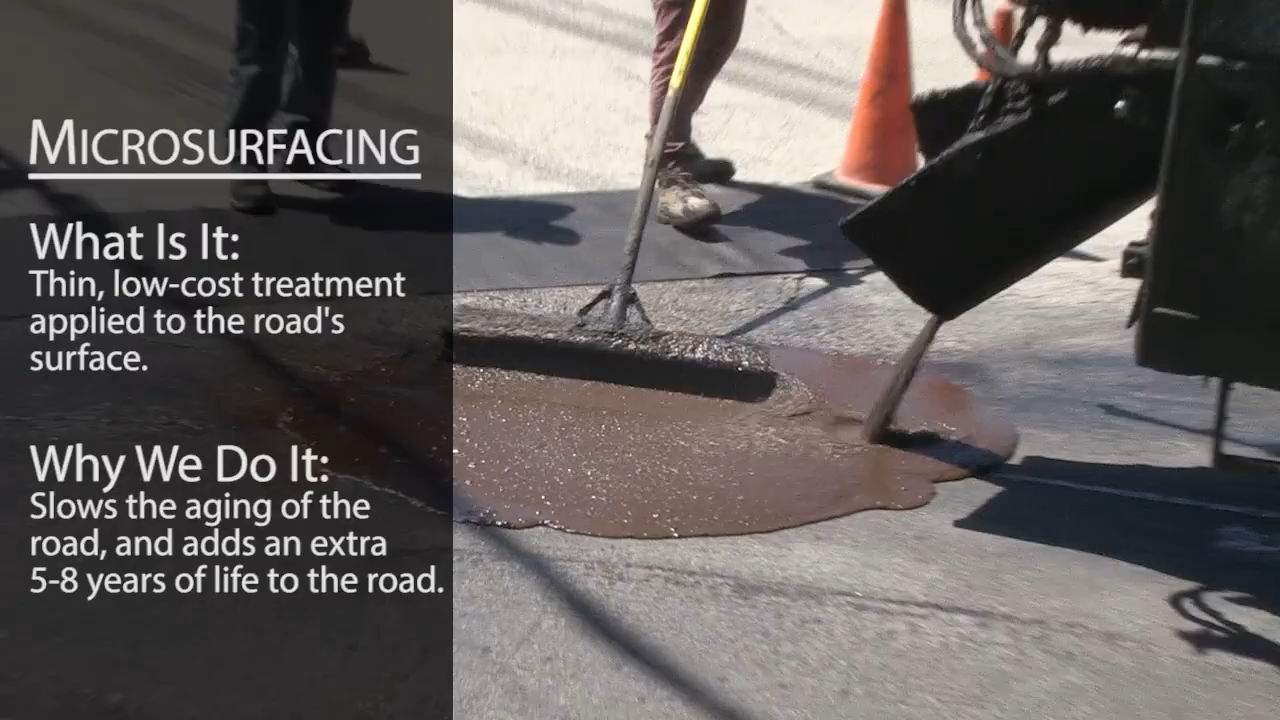 MICROSURFACING
What Is It:
Thin, low-cost treatment
applied to the road's
surface.
Why We Do It:
Slows the aging of the
road, and adds an extra
5-8 years of life to the road.